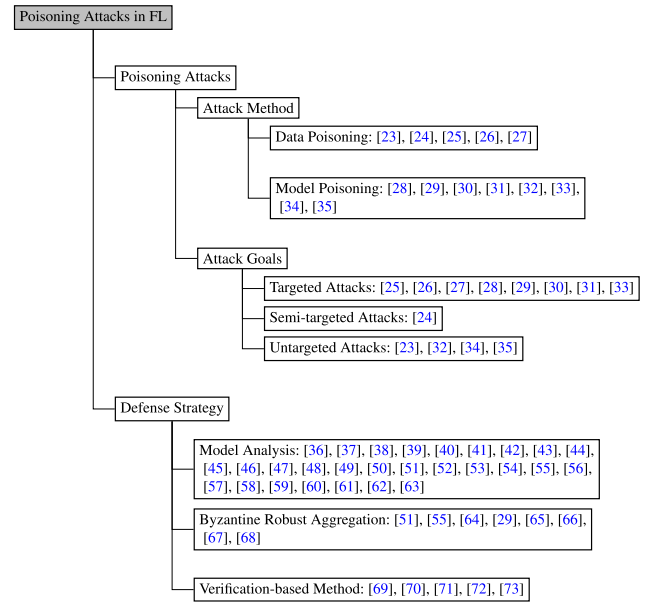 Poisoning Attacks in FL
Poisoning Attacks
Attack Method
Data Poisoning: [23], [24], [25], [26], [27]
Model Poisoning: [28], [29], [30], [31], [32], [33],
[34], [35]
Attack Goals
Targeted Attacks: [25], [26], [27], [28], [29], [30], [31], [33]
Semi-targeted Attacks: [24]
Untargeted Attacks: [23], [32], [34], [35]
Defense Strategy
Model Analysis: [36], [37], [38], [39], [40], [41], [42], [43], [44],
[45], [46], [47], [48], [49], [50], [51], [52], [53], [54], [55], [56],
[57], [58], [59], [60], [61], [62], [63]
Byzantine Robust Aggregation: [51], [55], [64], [29], [65], [66],
[67], [68]
Verification-based Method: [69], [70], [71], [72], [73]